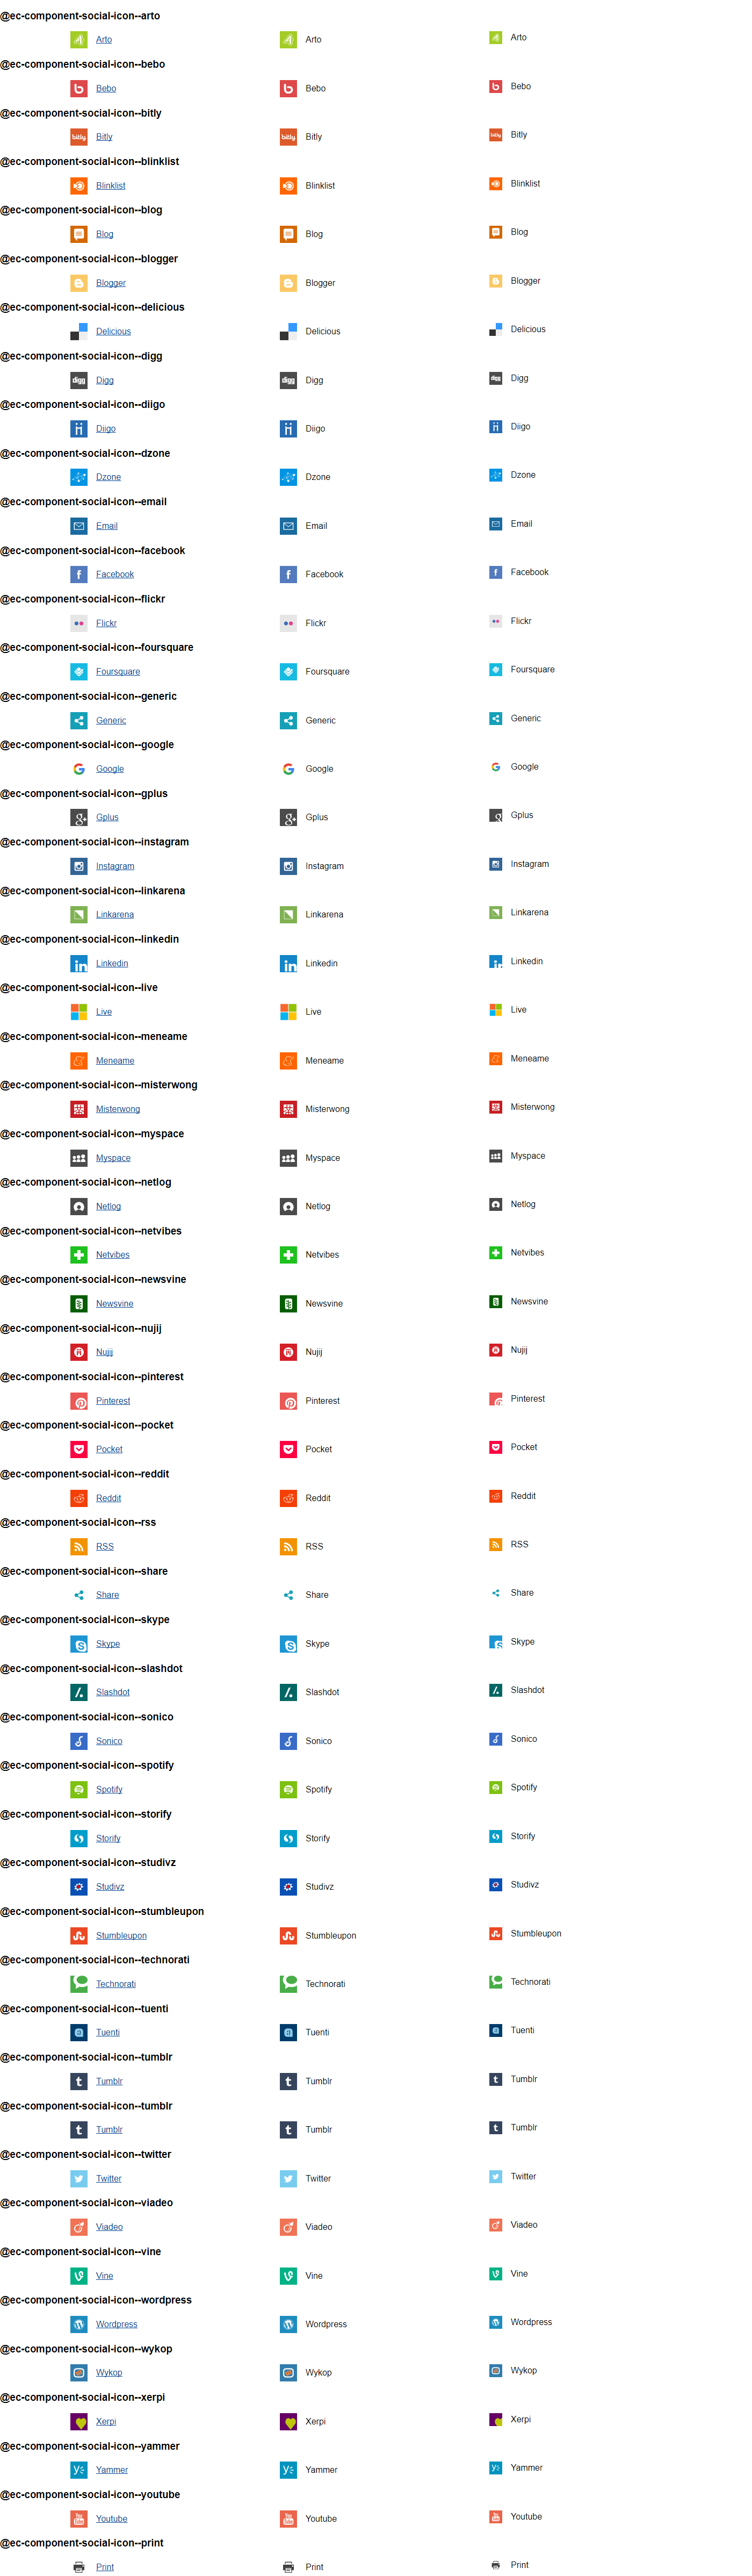 @ec-component-social-icon--arto
Arto Arto Arto
@ec-component-social-icon--bebo
Bebo Bebo Bebo
@ec-component-social-icon--bitly
bitly Bitly bitly Bitly bitly Bitly
@ec-component-social-icon--blinklist
Blinklist Blinklist Blinklist
@ec-component-social-icon--blog
Blog Blog Blog
@ec-component-social-icon--blogger
Blogger Blogger Blogger
@ec-component-social-icon--delicious
Delicious Delicious Delicious
@ec-component-social-icon--digg
digg Digg digg Digg digg Digg
@ec-component-social-icon--diigo
Diigo Diigo Diigo
@ec-component-social-icon--dzone
Dzone Dzone Dzone
@ec-component-social-icon--email
Email Email Email
@ec-component-social-icon--facebook
f Facebook f Facebook f Facebook
@ec-component-social-icon--flickr
Flickr Flickr Flickr
@ec-component-social-icon--foursquare
Foursquare Foursquare Foursquare
@ec-component-social-icon--generic
Generic Generic Generic
@ec-component-social-icon--google
G Google G Google G Google
@ec-component-social-icon--gplus
g+ Gplus g+ Gplus g Gplus
@ec-component-social-icon--instagram
Instagram Instagram Instagram
@ec-component-social-icon--linkarena
Linkarena Linkarena Linkarena
@ec-component-social-icon--linkedin
in Linkedin in Linkedin in Linkedin
@ec-component-social-icon--live
Live Live Live
@ec-component-social-icon--meneame
Meneame Meneame Meneame
@ec-component-social-icon--misterwong
Misterwong Misterwong Misterwong
@ec-component-social-icon--myspace
Myspace Myspace Myspace
@ec-component-social-icon--netlog
Netlog Netlog Netlog
@ec-component-social-icon--netvibes
Netvibes Netvibes Netvibes
@ec-component-social-icon--newsvine
Newsvine Newsvine Newsvine
@ec-component-social-icon--nujij
Nujij Nujij Nujij
@ec-component-social-icon--pinterest
Pinterest Pinterest Pinterest
@ec-component-social-icon--pocket
Pocket Pocket Pocket
@ec-component-social-icon--reddit
Reddit Reddit Reddit
@ec-component-social-icon--rss
RSS RSS RSS
@ec-component-social-icon--share
Share Share Share
@ec-component-social-icon--skype
S Skype S Skype S Skype
@ec-component-social-icon--slashdot
/. Slashdot /. Slashdot /. Slashdot
@ec-component-social-icon--sonico
Sonico Sonico Sonico
@ec-component-social-icon--spotify
Spotify Spotify Spotify
@ec-component-social-icon--storify
Storify Storify Storify
@ec-component-social-icon--studivz
Studivz Studivz Studivz
@ec-component-social-icon--stumbleupon
Stumbleupon Stumbleupon Stumbleupon
@ec-component-social-icon--technorati
Technorati Technorati Technorati
@ec-component-social-icon--tuenti
Tuenti Tuenti Tuenti
@ec-component-social-icon--tumblr
t Tumblr t Tumblr t Tumblr
@ec-component-social-icon--tumblr
t Tumblr t Tumblr t Tumblr
@ec-component-social-icon--twitter
Twitter Twitter Twitter
@ec-component-social-icon--viadeo
Viadeo Viadeo Viadeo
@ec-component-social-icon--vine
Vine Vine Vine
@ec-component-social-icon--wordpress
W Wordpress W Wordpress W Wordpress
@ec-component-social-icon--wykop
Wykop Wykop Wykop
@ec-component-social-icon--xerpi
Xerpi Xerpi Xerpi
@ec-component-social-icon--yammer
Yammer Yammer Yammer
@ec-component-social-icon--youtube
You Tube Youtube You Tube Youtube You Tube Youtube
@ec-component-social-icon--print
Print Print Print